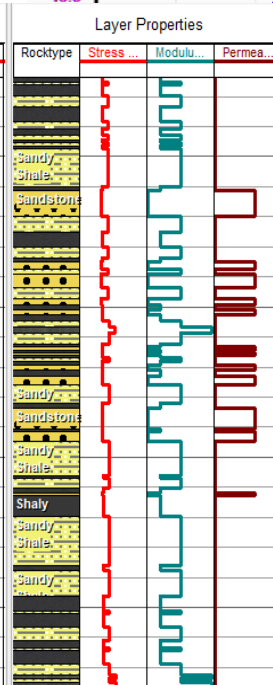 Layer Properties
Rocktype
Stress ...
Modulu...
Permea...
Sandy
Shale
Sandstone
Sandy
Sandstone
Sandy
Shale
Shaly
Sandy
Shale
Sandy